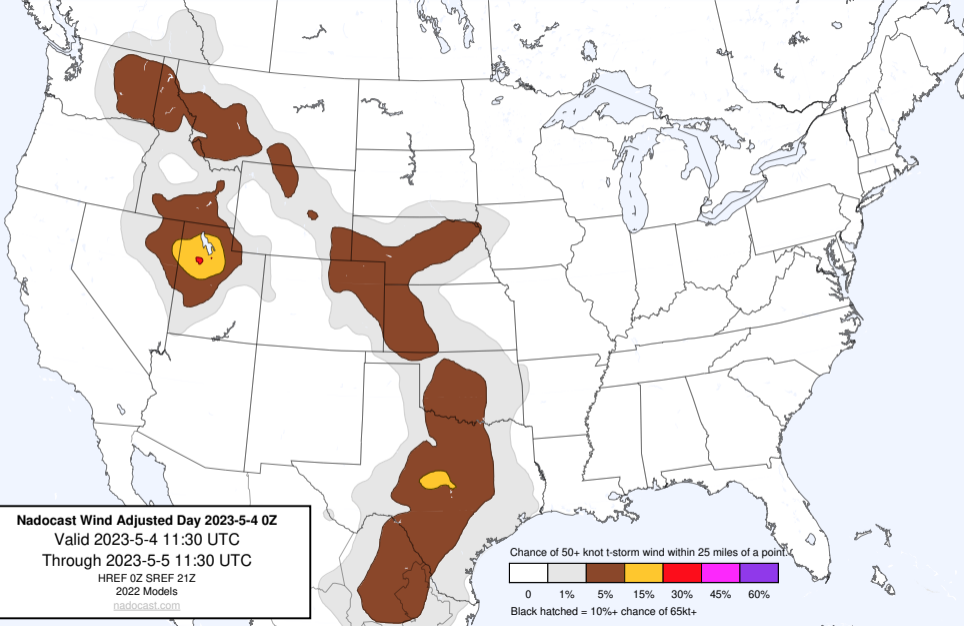 Nadocast Wind Adjusted Day 2023-5-4 0Z
Valid 2023-5-4 11:30 UTC
Through 2023-5-5 11:30 UTC
HREF 0Z SREF 21Z
2022 Models
nadocast.com
Chance of 50+ knot t-storm wind within 25 miles of a point.
0 1% 5% 15% 30% 45% 60%
Black hatched = 10%+ chance of 65kt+